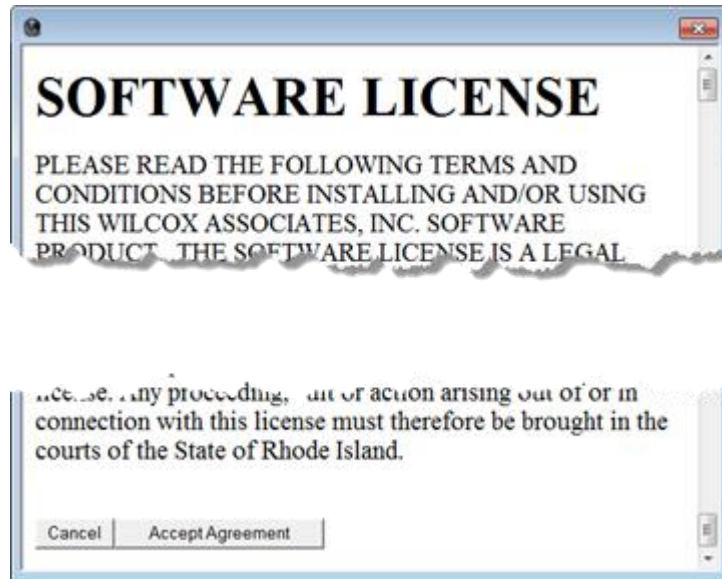 SOFTWARE LICENSE
PLEASE READ THE FOLLOWING TERMS AND
CONDITIONS BEFORE INSTALLING AND/OR USING
THIS WILCOX ASSOCIATES, INC. SOFTWARE
PRODUCT. THE SOFTWARE LICENSE IS A LEGAL
license. Any proceeding, suit or action arising out of or in
connection with this license must therefore be brought in the
courts of the State of Rhode Island.
Cancel Accept Agreement